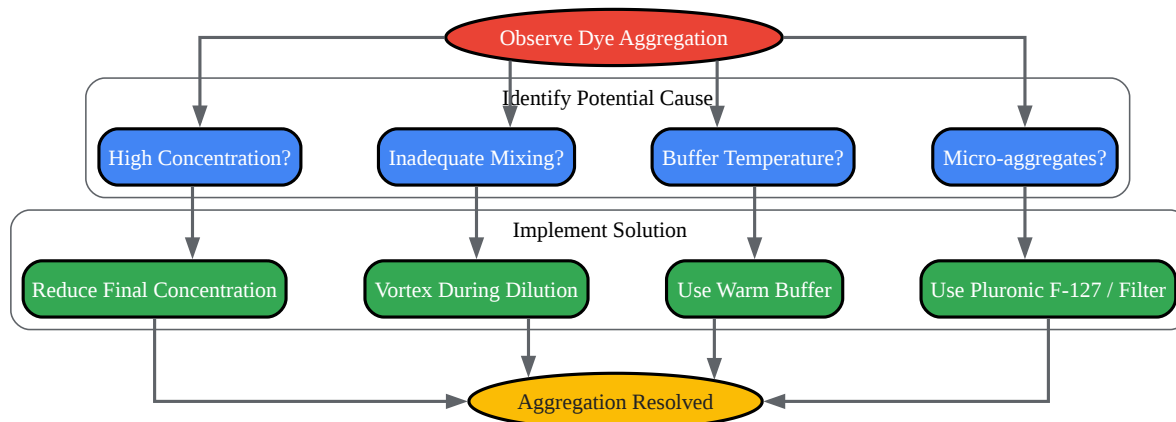 Observe Dye Aggregation
Identify Potential Cause
High Concentration?
Inadequate Mixing?
Buffer Temperature?
Micro-aggregates?
Implement Solution
Reduce Final Concentration
Vortex During Dilution
Use Warm Buffer
Use Pluronic F-127 / Filter
Aggregation Resolved